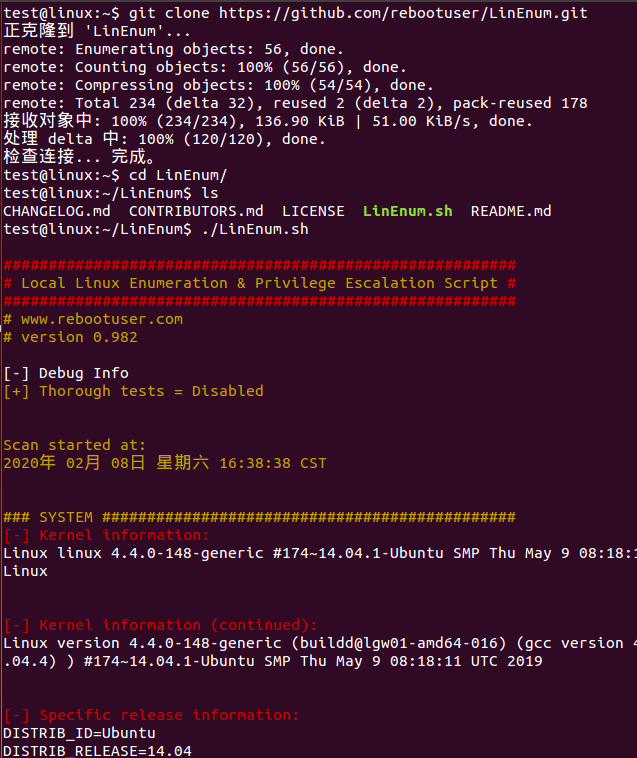 test@linux:~$ git clone https://github.com/rebootuser/LinEnum.git
正克隆到 'LinEnum'...
remote: Enumerating objects: 56, done.
remote: Counting objects: 100% (56/56), done.
remote: Compressing objects: 100% (54/54), done.
remote: Total 234 (delta 32), reused 2 (delta 2), pack-reused 178
接收对象中: 100% (234/234), 136.90 KiB | 51.00 KiB/s, done.
处理 delta 中: 100% (120/120), done.
检查连接... 完成。
test@linux:~$ cd LinEnum/
test@linux:~/LinEnum$ ls
CHANGELOG.md  CONTRIBUTORS.md  LICENSE  LinEnum.sh  README.md
test@linux:~/LinEnum$ ./LinEnum.sh
#########################################################
# Local Linux Enumeration & Privilege Escalation Script #
#########################################################
# www.rebootuser.com
# version 0.982
[-] Debug Info
[+] Thorough tests = Disabled
Scan started at:
2020年 02月 08日 星期六 16:38:38 CST
### SYSTEM ##############################################
[-] Kernel information:
Linux linux 4.4.0-148-generic #174~14.04.1-Ubuntu SMP Thu May 9 08:18:1
Linux
[-] Kernel information (continued):
Linux version 4.4.0-148-generic (buildd@lgw01-amd64-016) (gcc version 4
.04.4) ) #174~14.04.1-Ubuntu SMP Thu May 9 08:18:11 UTC 2019
[-] Specific release information:
DISTRIB_ID=Ubuntu
DISTRIB_RELEASE=14.04